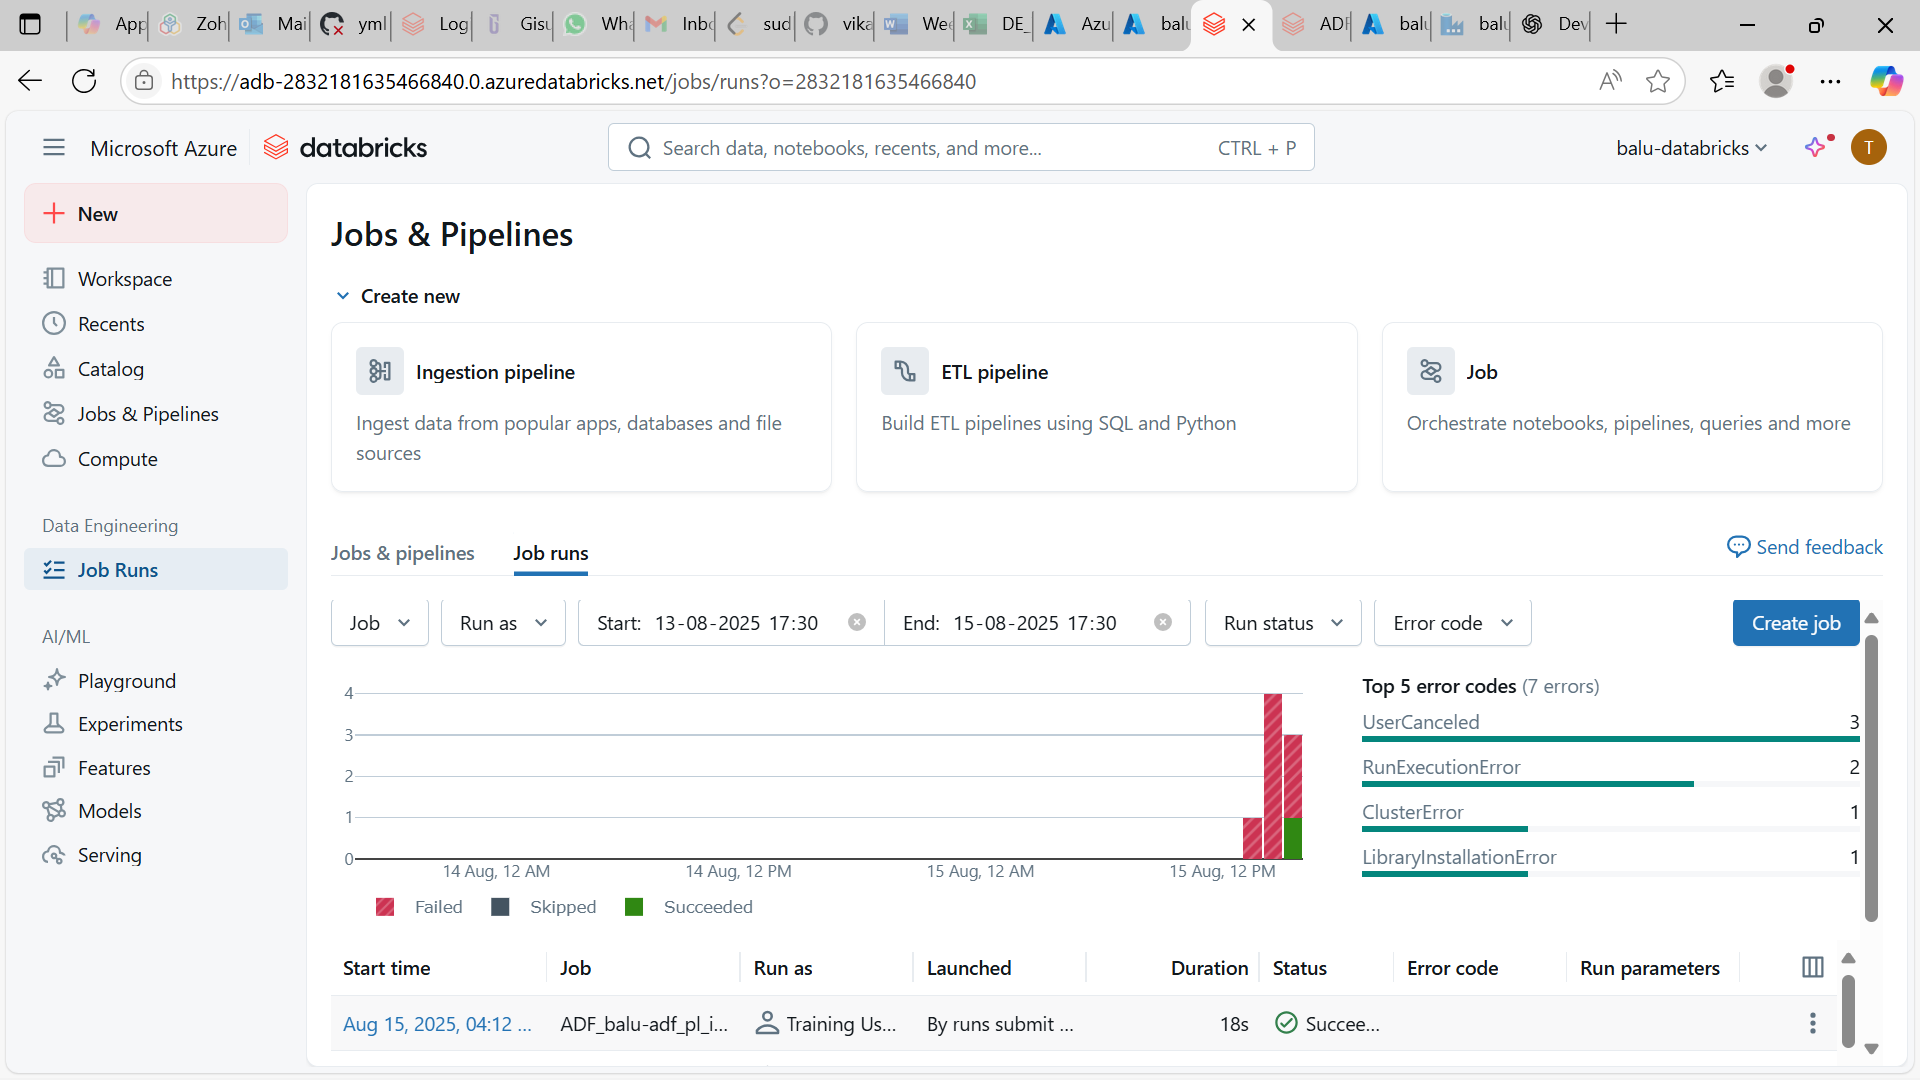 App
Zoh
Mai
yml
Log
Gisu
Wha
Inbo
sud
vika
Wee
DE_
Azu
balu
ADF
balu
balu
Dev
https://adb-2832181635466840.0.azuredatabricks.net/jobs/runs?o=2832181635466840
Microsoft Azure
databricks
Search data, notebooks, recents, and more...
CTRL + P
balu-databricks
T
New
Workspace
Recents
Catalog
Jobs & Pipelines
Compute
Data Engineering
Job Runs
AI/ML
Playground
Experiments
Features
Models
Serving
Jobs & Pipelines
Create new
Ingestion pipeline
Ingest data from popular apps, databases and file
sources
ETL pipeline
Build ETL pipelines using SQL and Python
Job
Orchestrate notebooks, pipelines, queries and more
Jobs & pipelines
Job runs
Send feedback
Job
Run as
Start: 13-08-2025 17:30
End: 15-08-2025 17:30
Run status
Error code
Create job
4
3
2
1
0
14 Aug, 12 AM
14 Aug, 12 PM
15 Aug, 12 AM
15 Aug, 12 PM
Failed
Skipped
Succeeded
Top 5 error codes (7 errors)
UserCanceled 3
RunExecutionError 2
ClusterError 1
LibraryInstallationError 1
Start time Job Run as Launched Duration Status Error code Run parameters
Aug 15, 2025, 04:12 ... ADF_balu-adf_pl_i... Training Us... By runs submit ... 18s Succee...